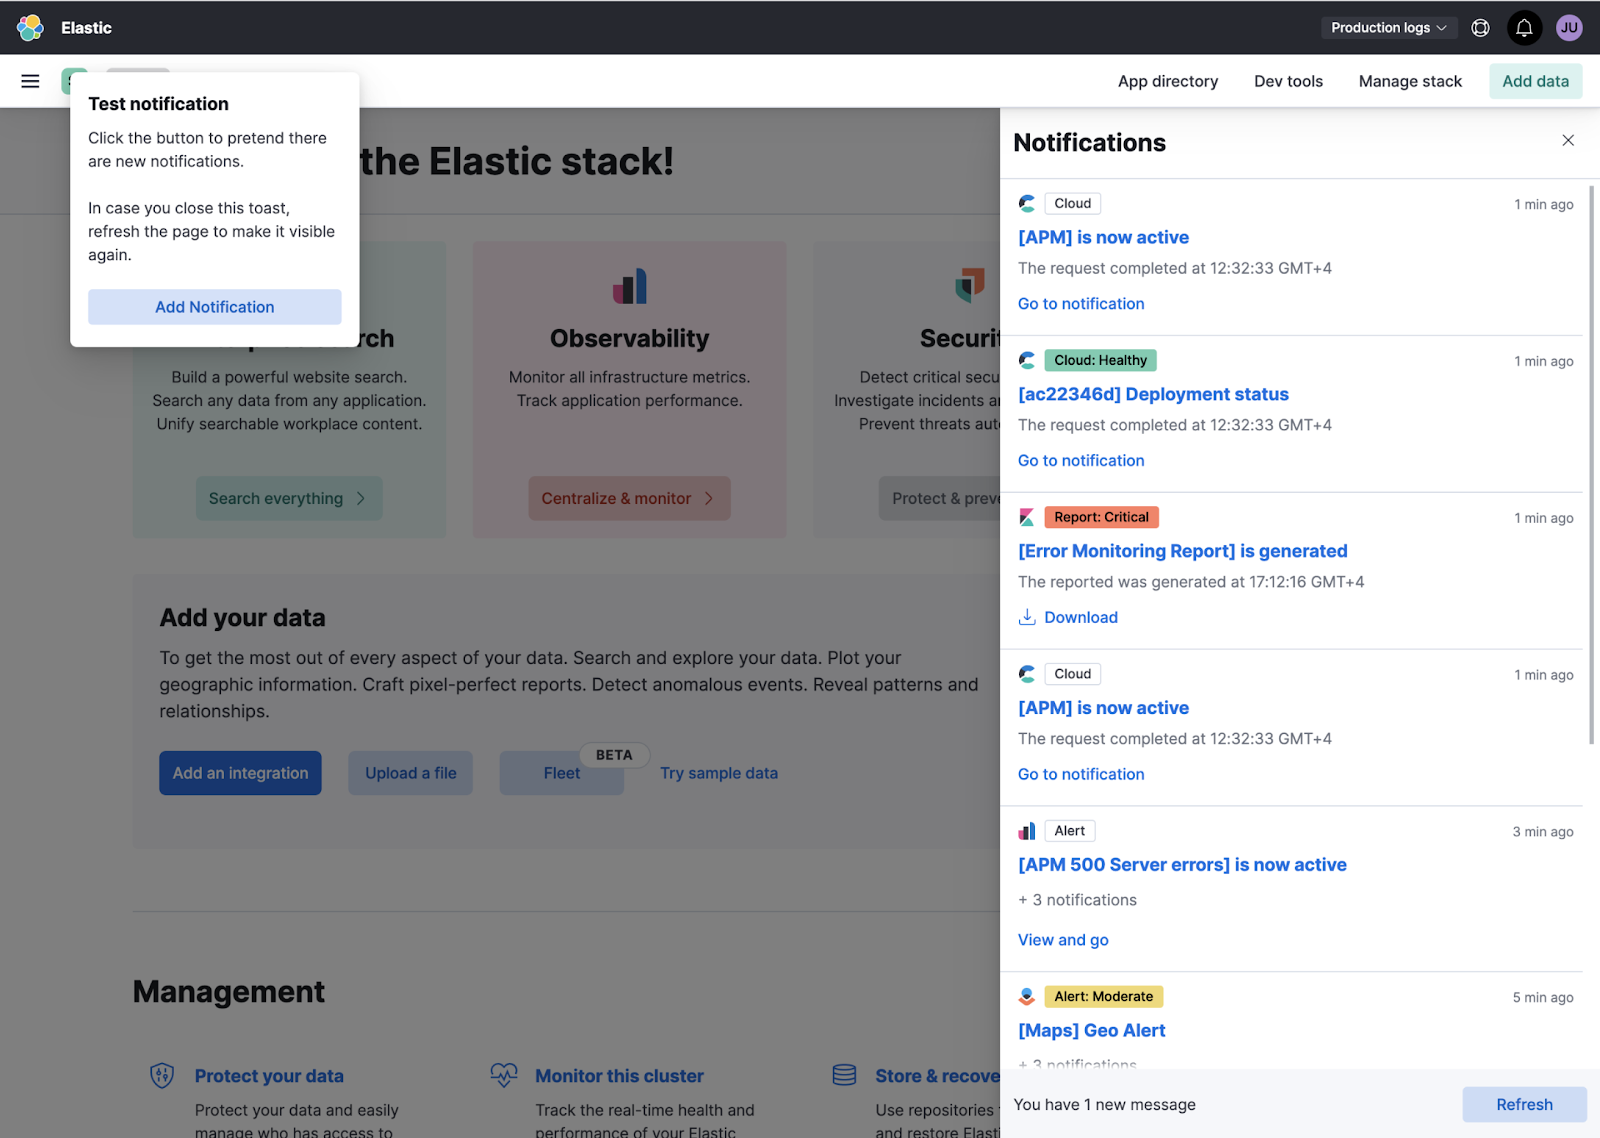 Elastic
Production logs
JU
App directory
Dev tools
Manage stack
Add data
Test notification
Click the button to pretend there
are new notifications.
In case you close this toast,
refresh the page to make it visible
again.
Add Notification
the Elastic stack!
Build a powerful website search.
Search any data from any application.
Unify searchable workplace content.
Search everything
Observability
Monitor all infrastructure metrics.
Track application performance.
Centralize & monitor
Detect critical
Investigate incidents
Prevent threats
Protect &
Add your data
To get the most out of every aspect of your data. Search and explore your data. Plot your
geographic information. Craft pixel-perfect reports. Detect anomalous events. Reveal patterns and
relationships.
Add an integration
Upload a file
Fleet
BETA
Try sample data
Management
Protect your data
Protect your data and easily
manage who has access to
Monitor this cluster
Track the real-time health and
performance of your Elastic
Store &
Use repositories
and restore
Notifications
Cloud
1 min ago
[APM] is now active
The request completed at 12:32:33 GMT+4
Go to notification
Cloud: Healthy
1 min ago
[ac22346d] Deployment status
The request completed at 12:32:33 GMT+4
Go to notification
Report: Critical
1 min ago
[Error Monitoring Report] is generated
The reported was generated at 17:12:16 GMT+4
Download
Cloud
1 min ago
[APM] is now active
The request completed at 12:32:33 GMT+4
Go to notification
Alert
3 min ago
[APM 500 Server errors] is now active
+ 3 notifications
View and go
Alert: Moderate
5 min ago
[Maps] Geo Alert
+ 3 notifications
You have 1 new message
Refresh